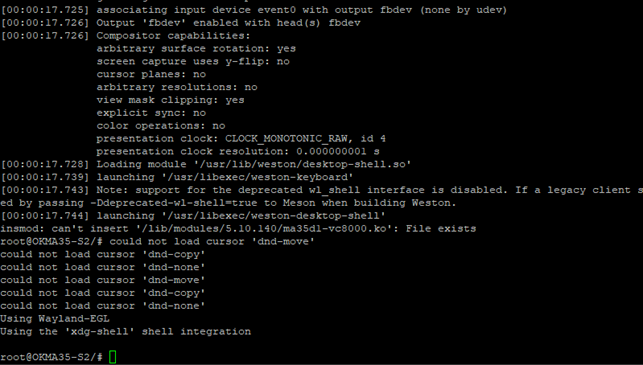 [00:00:17.725] associating input device event0 with output fbdev (none by udev)
[00:00:17.726] Output 'fbdev' enabled with head(s) fbdev
[00:00:17.726] Compositor capabilities:
arbitrary surface rotation: yes
screen capture uses y-flip: no
cursor planes: no
arbitrary resolutions: no
view mask clipping: yes
explicit sync: no
color operations: no
presentation clock: CLOCK_MONOTONIC_RAW, id 4
presentation clock resolution: 0.000000001 s
[00:00:17.728] Loading module '/usr/lib/weston/desktop-shell.so'
[00:00:17.739] launching '/usr/libexec/weston-keyboard'
[00:00:17.743] Note: support for the deprecated wl_shell interface is disabled. If a legacy client s
ed by passing -Ddeprecated-wl-shell=true to Meson when building Weston.
[00:00:17.744] launching '/usr/libexec/weston-desktop-shell'
insmod: can't insert '/lib/modules/5.10.140/ma35d1-vc8000.ko': File exists
root@OKMA35-S2/# could not load cursor 'dnd-move'
could not load cursor 'dnd-copy'
could not load cursor 'dnd-none'
could not load cursor 'dnd-move'
could not load cursor 'dnd-copy'
could not load cursor 'dnd-none'
Using Wayland-EGL
Using the 'xdg-shell' shell integration
root@OKMA35-S2/#